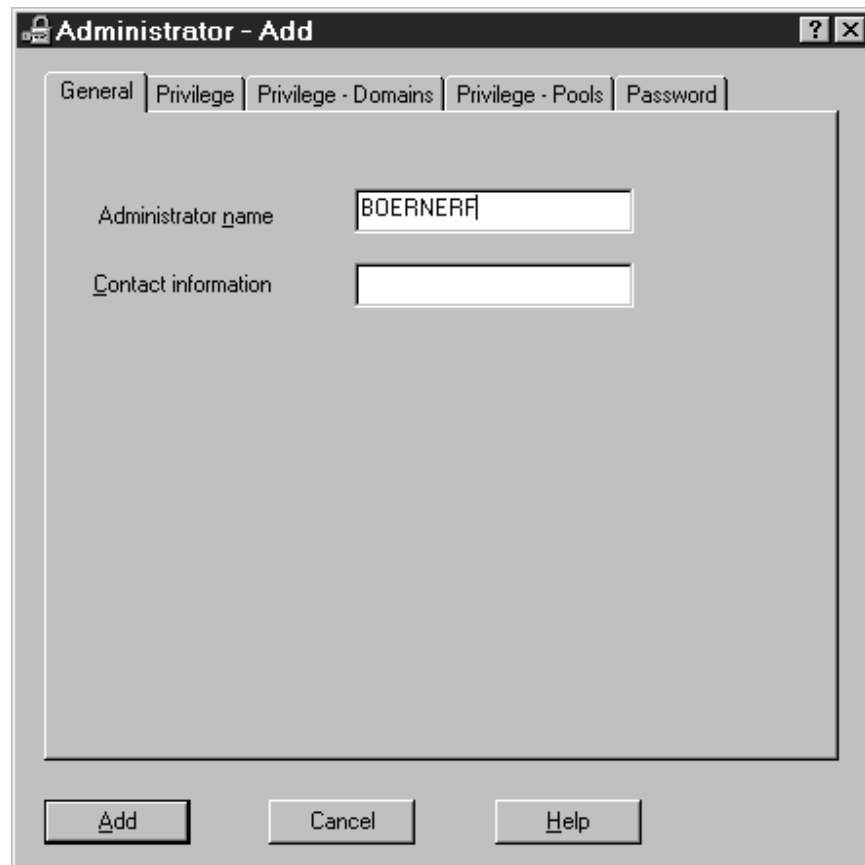 Administrator - Add
General Privilege Privilege - Domains Privilege - Pools Password
Administrator name BOERNERF
Contact information
Add Cancel Help